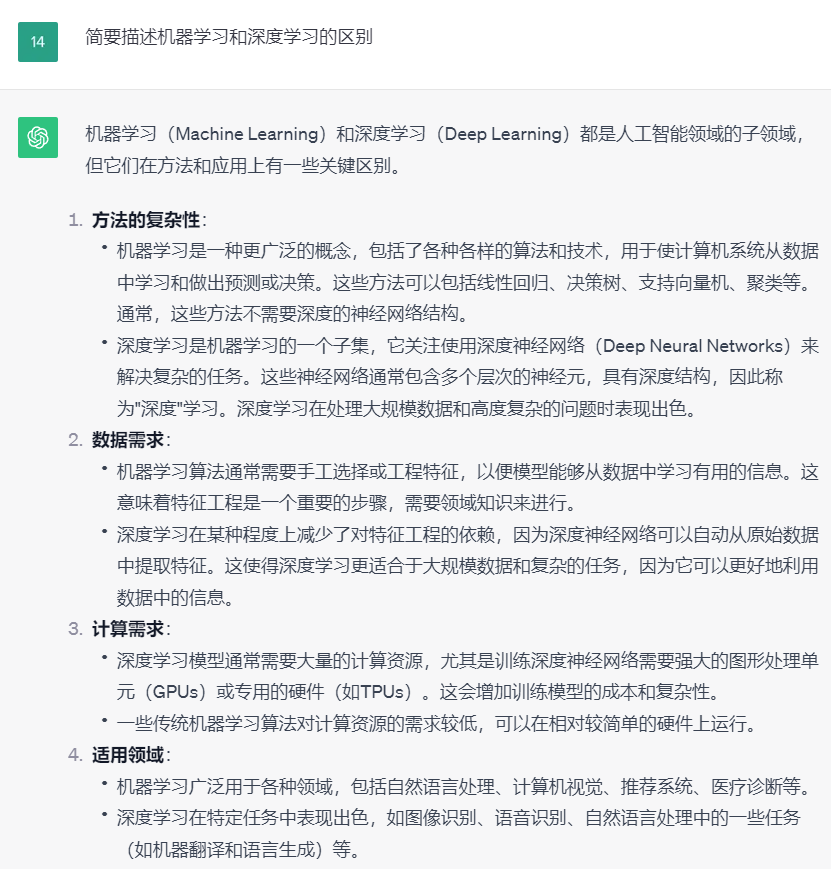 14
简要描述机器学习和深度学习的区别
机器学习（Machine Learning）和深度学习（Deep Learning）都是人工智能领域的子领域，
但它们在方法和应用上有一些关键区别。
1. 方法的复杂性：
• 机器学习是一种更广泛的概念，包括了各种各样的算法和技术，用于使计算机系统从数据
中学习和做出预测或决策。这些方法可以包括线性回归、决策树、支持向量机、聚类等。
通常，这些方法不需要深度的神经网络结构。
• 深度学习是机器学习的一个子集，它关注使用深度神经网络（Deep Neural Networks）来
解决复杂的任务。这些神经网络通常包含多个层次的神经元，具有深度结构，因此称
为"深度"学习。深度学习在处理大规模数据和高度复杂的问题时表现出色。
2. 数据需求：
• 机器学习算法通常需要手工选择或工程特征，以便模型能够从数据中学习有用的信息。这
意味着特征工程是一个重要的步骤，需要领域知识来进行。
• 深度学习在某种程度上减少了对特征工程的依赖，因为深度神经网络可以自动从原始数据
中提取特征。这使得深度学习更适合于大规模数据和复杂的任务，因为它可以更好地利用
数据中的信息。
3. 计算需求：
• 深度学习模型通常需要大量的计算资源，尤其是训练深度神经网络需要强大的图形处理单
元（GPUs）或专用的硬件（如TPUs）。这会增加训练模型的成本和复杂性。
• 一些传统机器学习算法对计算资源的需求较低，可以在相对较简单的硬件上运行。
4. 适用领域：
• 机器学习广泛用于各种领域，包括自然语言处理、计算机视觉、推荐系统、医疗诊断等。
• 深度学习在特定任务中表现出色，如图像识别、语音识别、自然语言处理中的一些任务
（如机器翻译和语言生成）等。